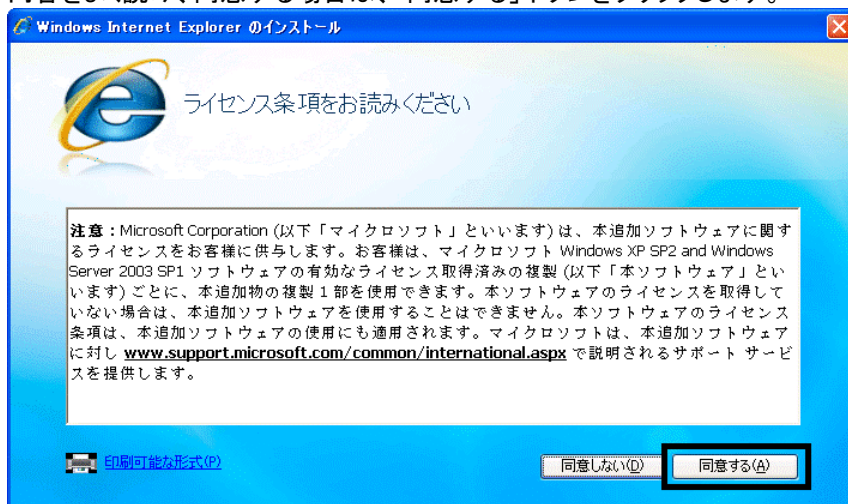 Windows Internet Explorer のインストール
ライセンス条項をお読みください
注意：Microsoft Corporation (以下「マイクロソフト」といいます) は、本追加ソフトウェアに関す
るライセンスをお客様に供与します。お客様は、マイクロソフト Windows XP SP2 and Windows
Server 2003 SP1 ソフトウェアの有効なライセンス取得済みの複製 (以下「本ソフトウェア」とい
います) ごとに、本追加物の複製 1 部を使用できます。本ソフトウェアのライセンスを取得して
いない場合は、本追加ソフトウェアを使用することはできません。本ソフトウェアのライセンス
条項は、本追加ソフトウェアの使用にも適用されます。マイクロソフトは、本追加ソフトウェア
に対し www.support.microsoft.com/common/international.aspx で説明されるサポート サービ
スを提供します。
印刷可能な形式(P)
同意しない(D)
同意する(A)